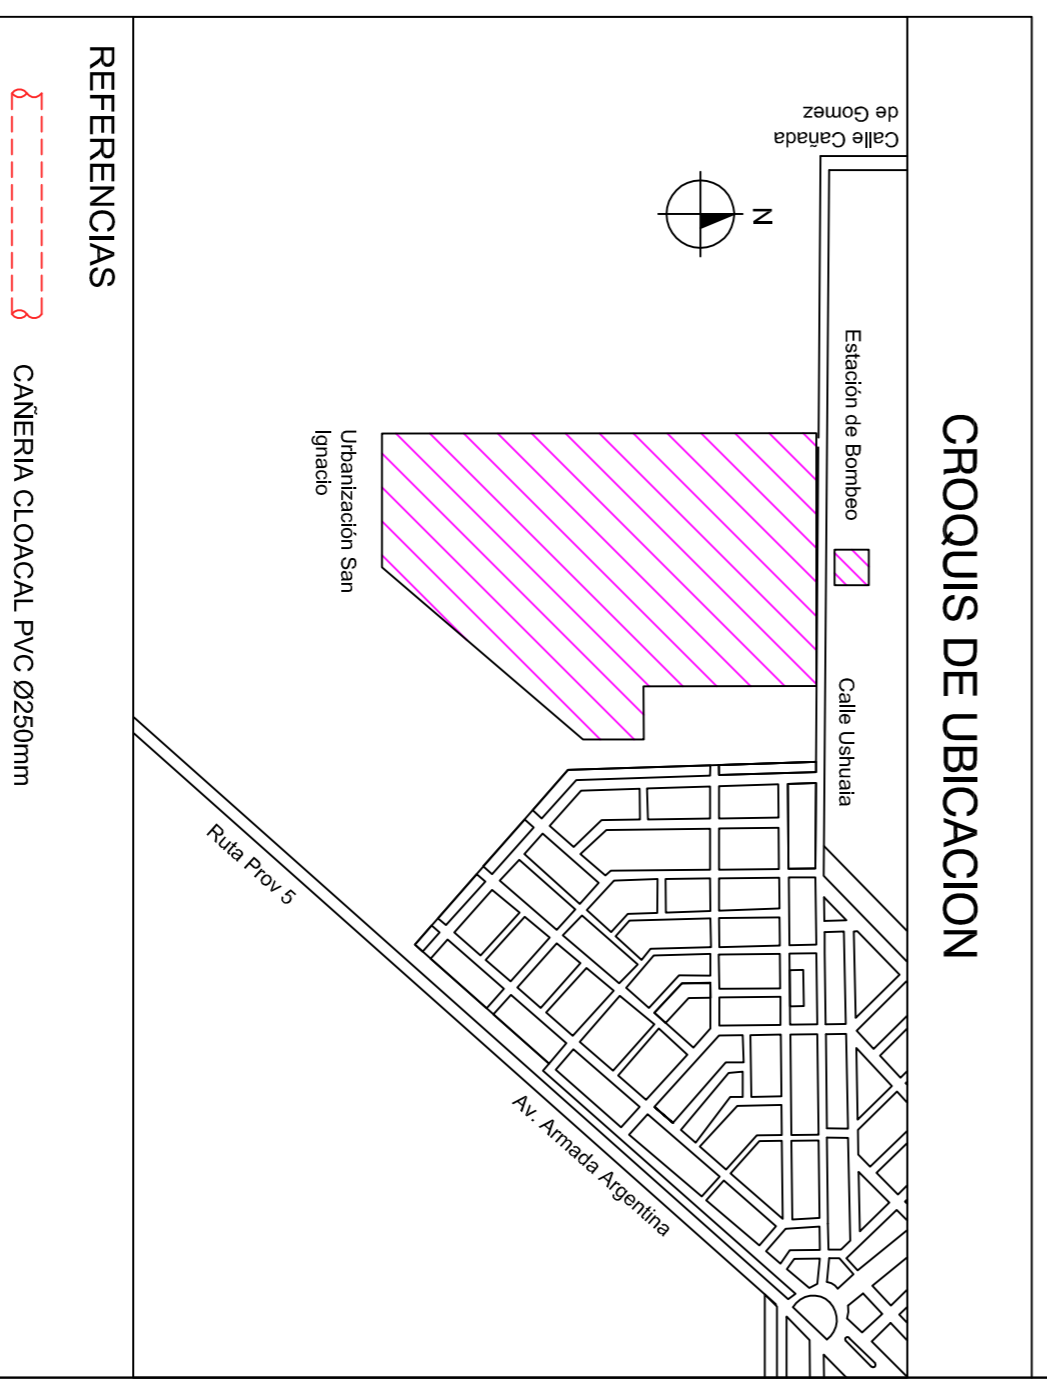 CROQUIS DE UBICACION
Calle Cañada
de Gomez
Estación de Bombeo
Calle Ushuaia
N
Urbanización San
Ignacio
Ruta Prov 5
Av. Armada Argentina
REFERENCIAS
CAÑERIA CLOACAL PVC Ø250mm